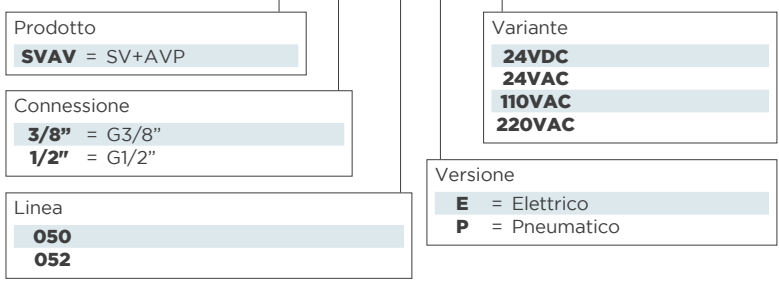 Prodotto
SVAV = SV+AVP
Connessione
3/8” = G3/8”
1/2" = G1/2”
Linea
050
052
Variante
24VDC
24VAC
110VAC
220VAC
Versione
E = Elettrico
P = Pneumatico